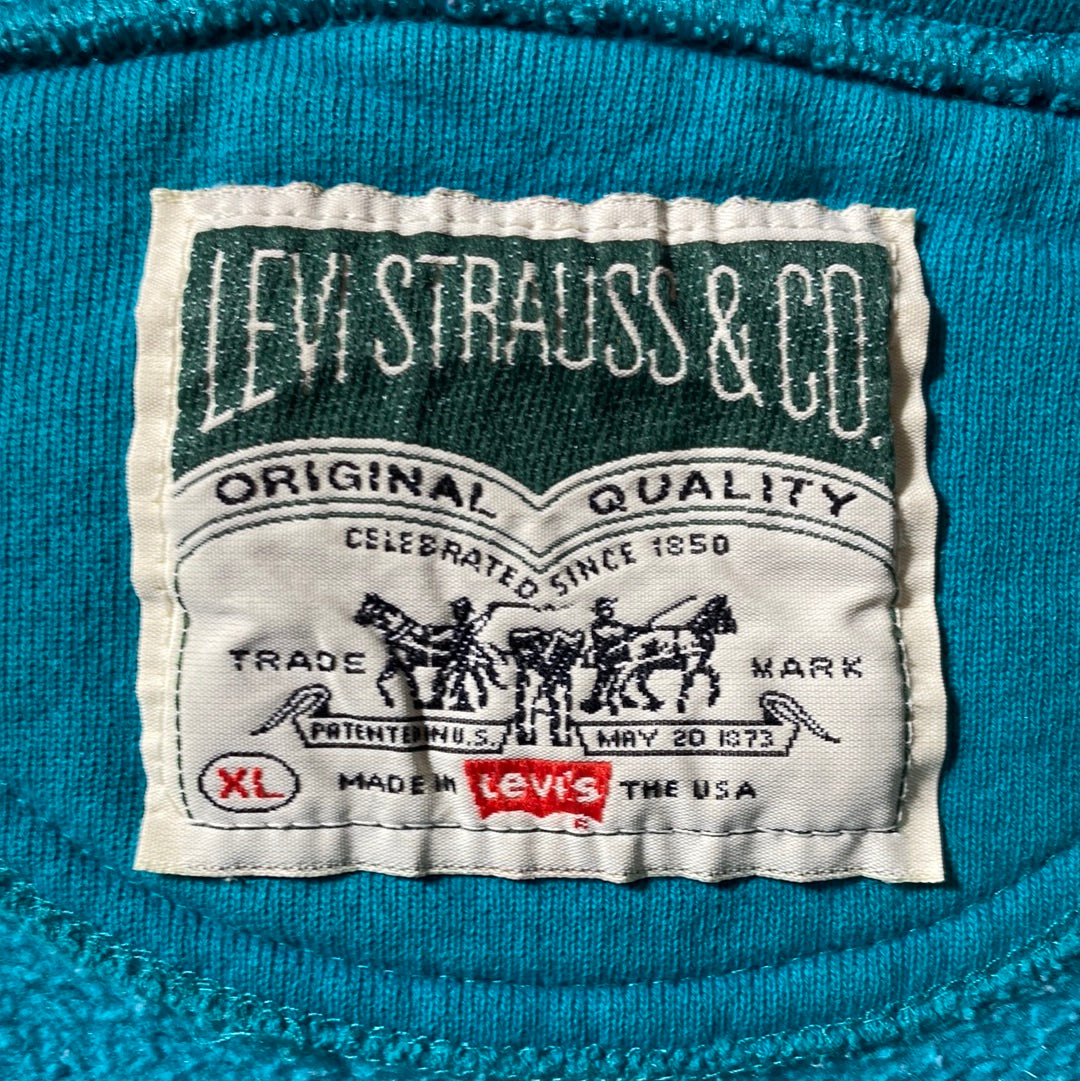 LEVI STRAUSS & CO.
ORIGINAL QUALITY
CELEBRATED SINCE 1850
TRADE MARK
PATENTED IN U.S. MAY 20 1873
XL MADE IN Levi's THE USA
®